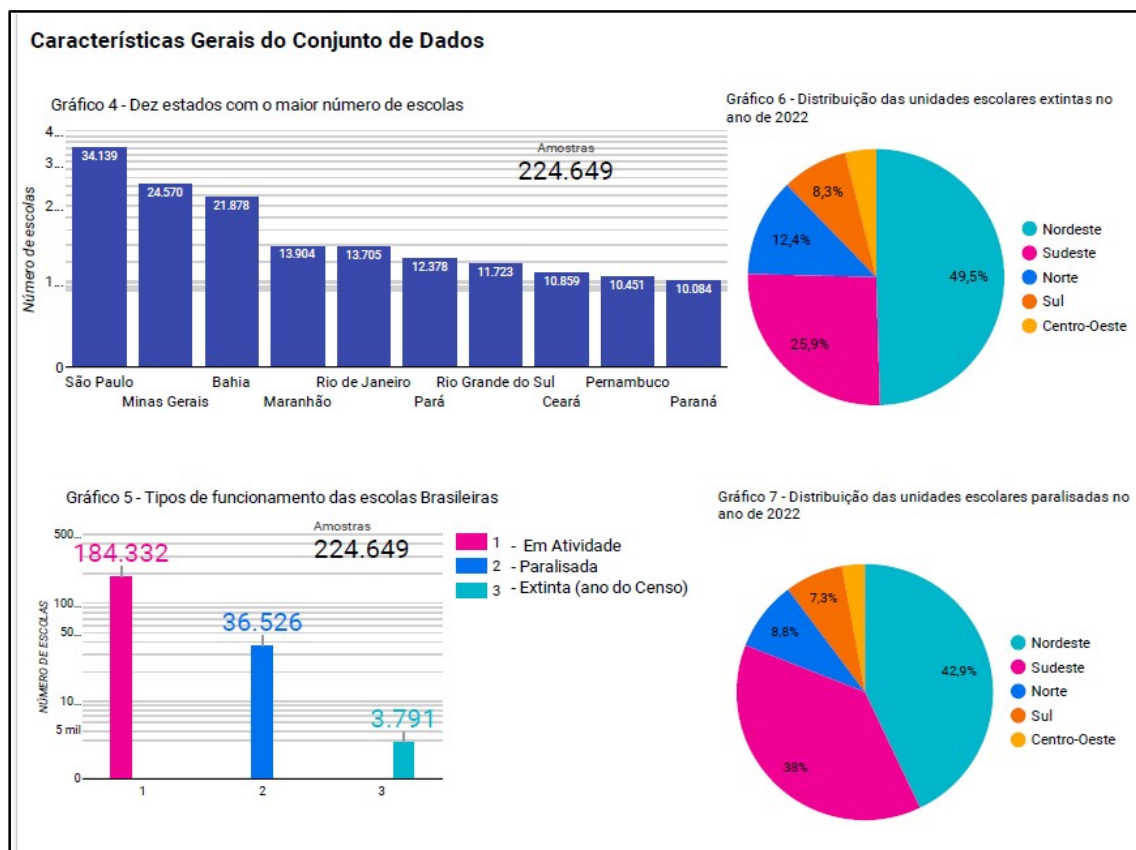 Características Gerais do Conjunto de Dados
Gráfico 4 - Dez estados com o maior número de escolas
Número de escolas
4...
3...
2...
1...
0
Amostras
224.649
34.139
24.570
21.878
13.904
13.705
12.378
11.723
10.859
10.451
10.084
São Paulo
Minas Gerais
Bahia
Maranhão
Rio de Janeiro
Pará
Rio Grande do Sul
Ceará
Pernambuco
Paraná
Gráfico 6 - Distribuição das unidades escolares extintas no
ano de 2022
8,3%
12,4%
49,5%
25,9%
Nordeste
Sudeste
Norte
Sul
Centro-Oeste
Gráfico 5 - Tipos de funcionamento das escolas Brasileiras
NÚMERO DE ESCOLAS
500...
100...
50...
10...
5 mil
0
Amostras
224.649
184.332
36.526
3.791
1
2
3
1 - Em Atividade
2 - Paralisada
3 - Extinta (ano do Censo)
Gráfico 7 - Distribuição das unidades escolares paralisadas no
ano de 2022
7,3%
8,8%
42,9%
38%
Nordeste
Sudeste
Norte
Sul
Centro-Oeste